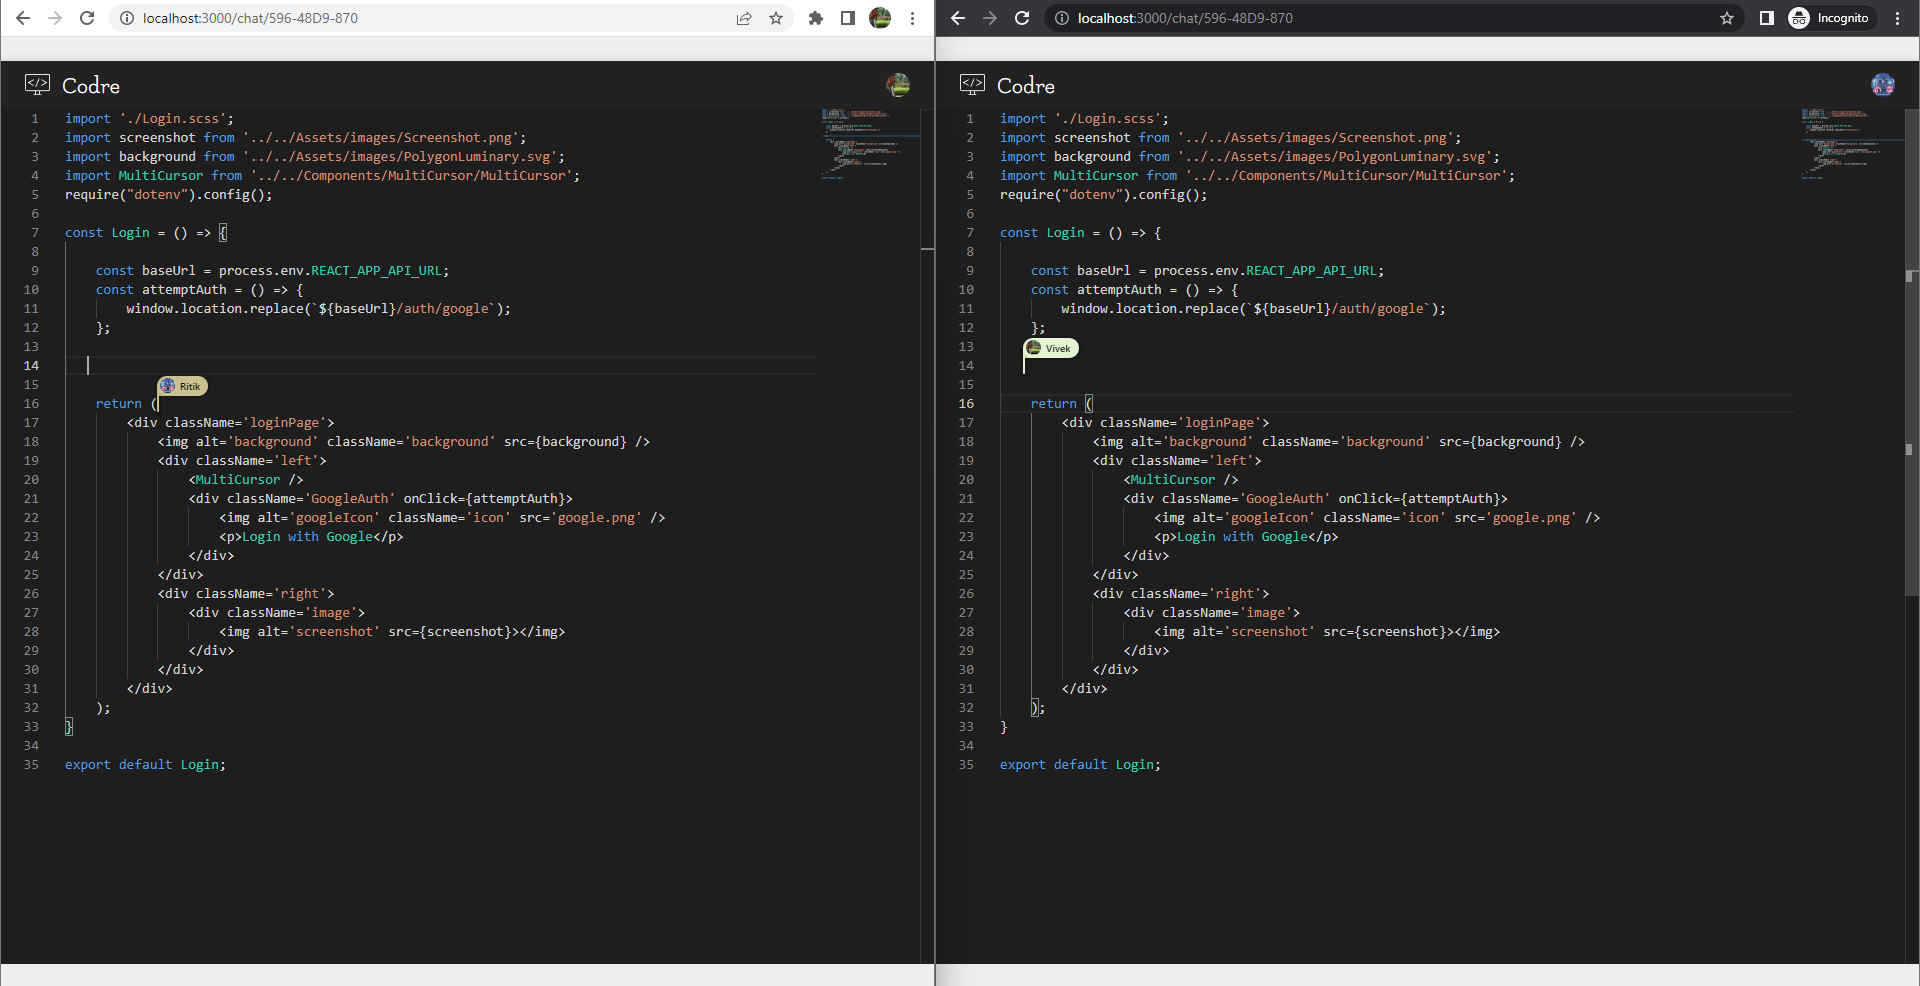 localhost:3000/chat/596-48D9-870
Codre
1 import './Login.scss';
2 import screenshot from '../../Assets/images/Screenshot.png';
3 import background from '../../Assets/images/PolygonLuminary.svg';
4 import MultiCursor from '../../Components/MultiCursor/MultiCursor';
5 require("dotenv").config();
6
7 const Login = () => {
8
9 const baseUrl = process.env.REACT_APP_API_URL;
10 const attemptAuth = () => {
11 window.location.replace(`${baseUrl}/auth/google`);
12 };
13
14
15
Ritik
16 return (
17 <div className='loginPage'>
18 <img alt='background' className='background' src={background} />
19 <div className='left'>
20 <MultiCursor />
21 <div className='GoogleAuth' onClick={attemptAuth}>
22 <img alt='googleIcon' className='icon' src='google.png' />
23 <p>Login with Google</p>
24 </div>
25 </div>
26 <div className='right'>
27 <div className='image'>
28 <img alt='screenshot' src={screenshot}></img>
29 </div>
30 </div>
31 </div>
32 );
33 }
34
35 export default Login;
localhost:3000/chat/596-48D9-870
Incognito
Codre
1 import './Login.scss';
2 import screenshot from '../../Assets/images/Screenshot.png';
3 import background from '../../Assets/images/PolygonLuminary.svg';
4 import MultiCursor from '../../Components/MultiCursor/MultiCursor';
5 require("dotenv").config();
6
7 const Login = () => {
8
9 const baseUrl = process.env.REACT_APP_API_URL;
10 const attemptAuth = () => {
11 window.location.replace(`${baseUrl}/auth/google`);
12 };
13
Vivek
14
15
16 return (
17 <div className='loginPage'>
18 <img alt='background' className='background' src={background} />
19 <div className='left'>
20 <MultiCursor />
21 <div className='GoogleAuth' onClick={attemptAuth}>
22 <img alt='googleIcon' className='icon' src='google.png' />
23 <p>Login with Google</p>
24 </div>
25 </div>
26 <div className='right'>
27 <div className='image'>
28 <img alt='screenshot' src={screenshot}></img>
29 </div>
30 </div>
31 </div>
32 );
33 }
34
35 export default Login;